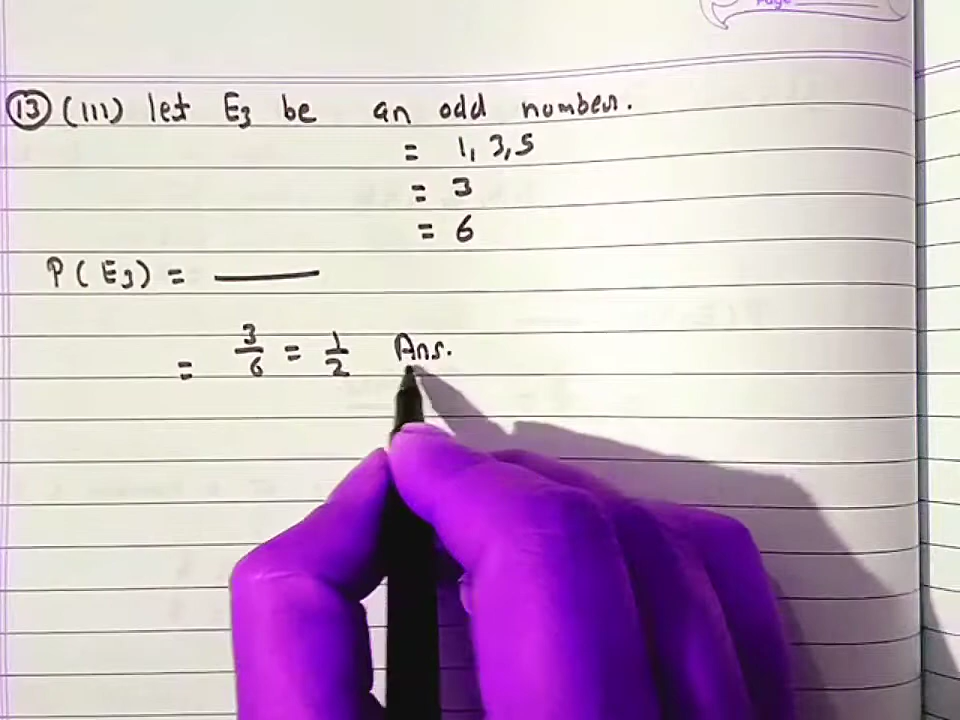 Page
13 (III) let E3 be an odd number.
= 1, 3, 5
= 3
= 6
P(E3) = ———
= 3/6 = 1/2 Ans.